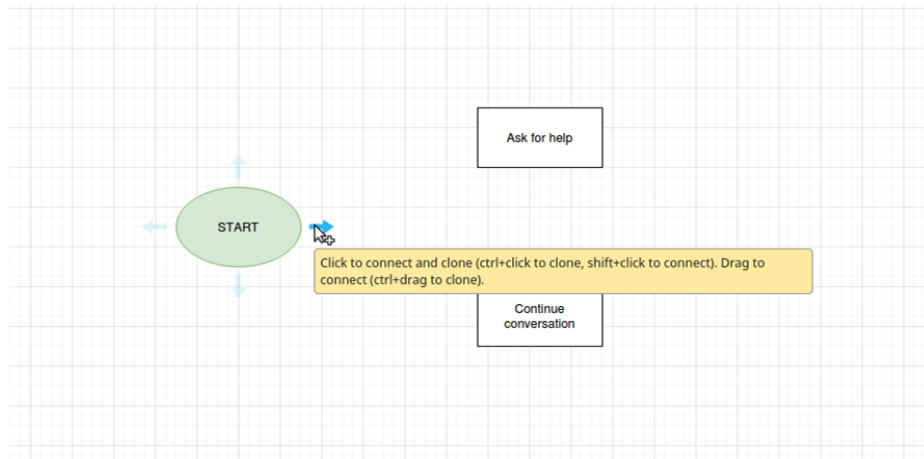 Ask for help
START
Click to connect and clone (ctrl+click to clone, shift+click to connect). Drag to
connect (ctrl+drag to clone).
Continue
conversation